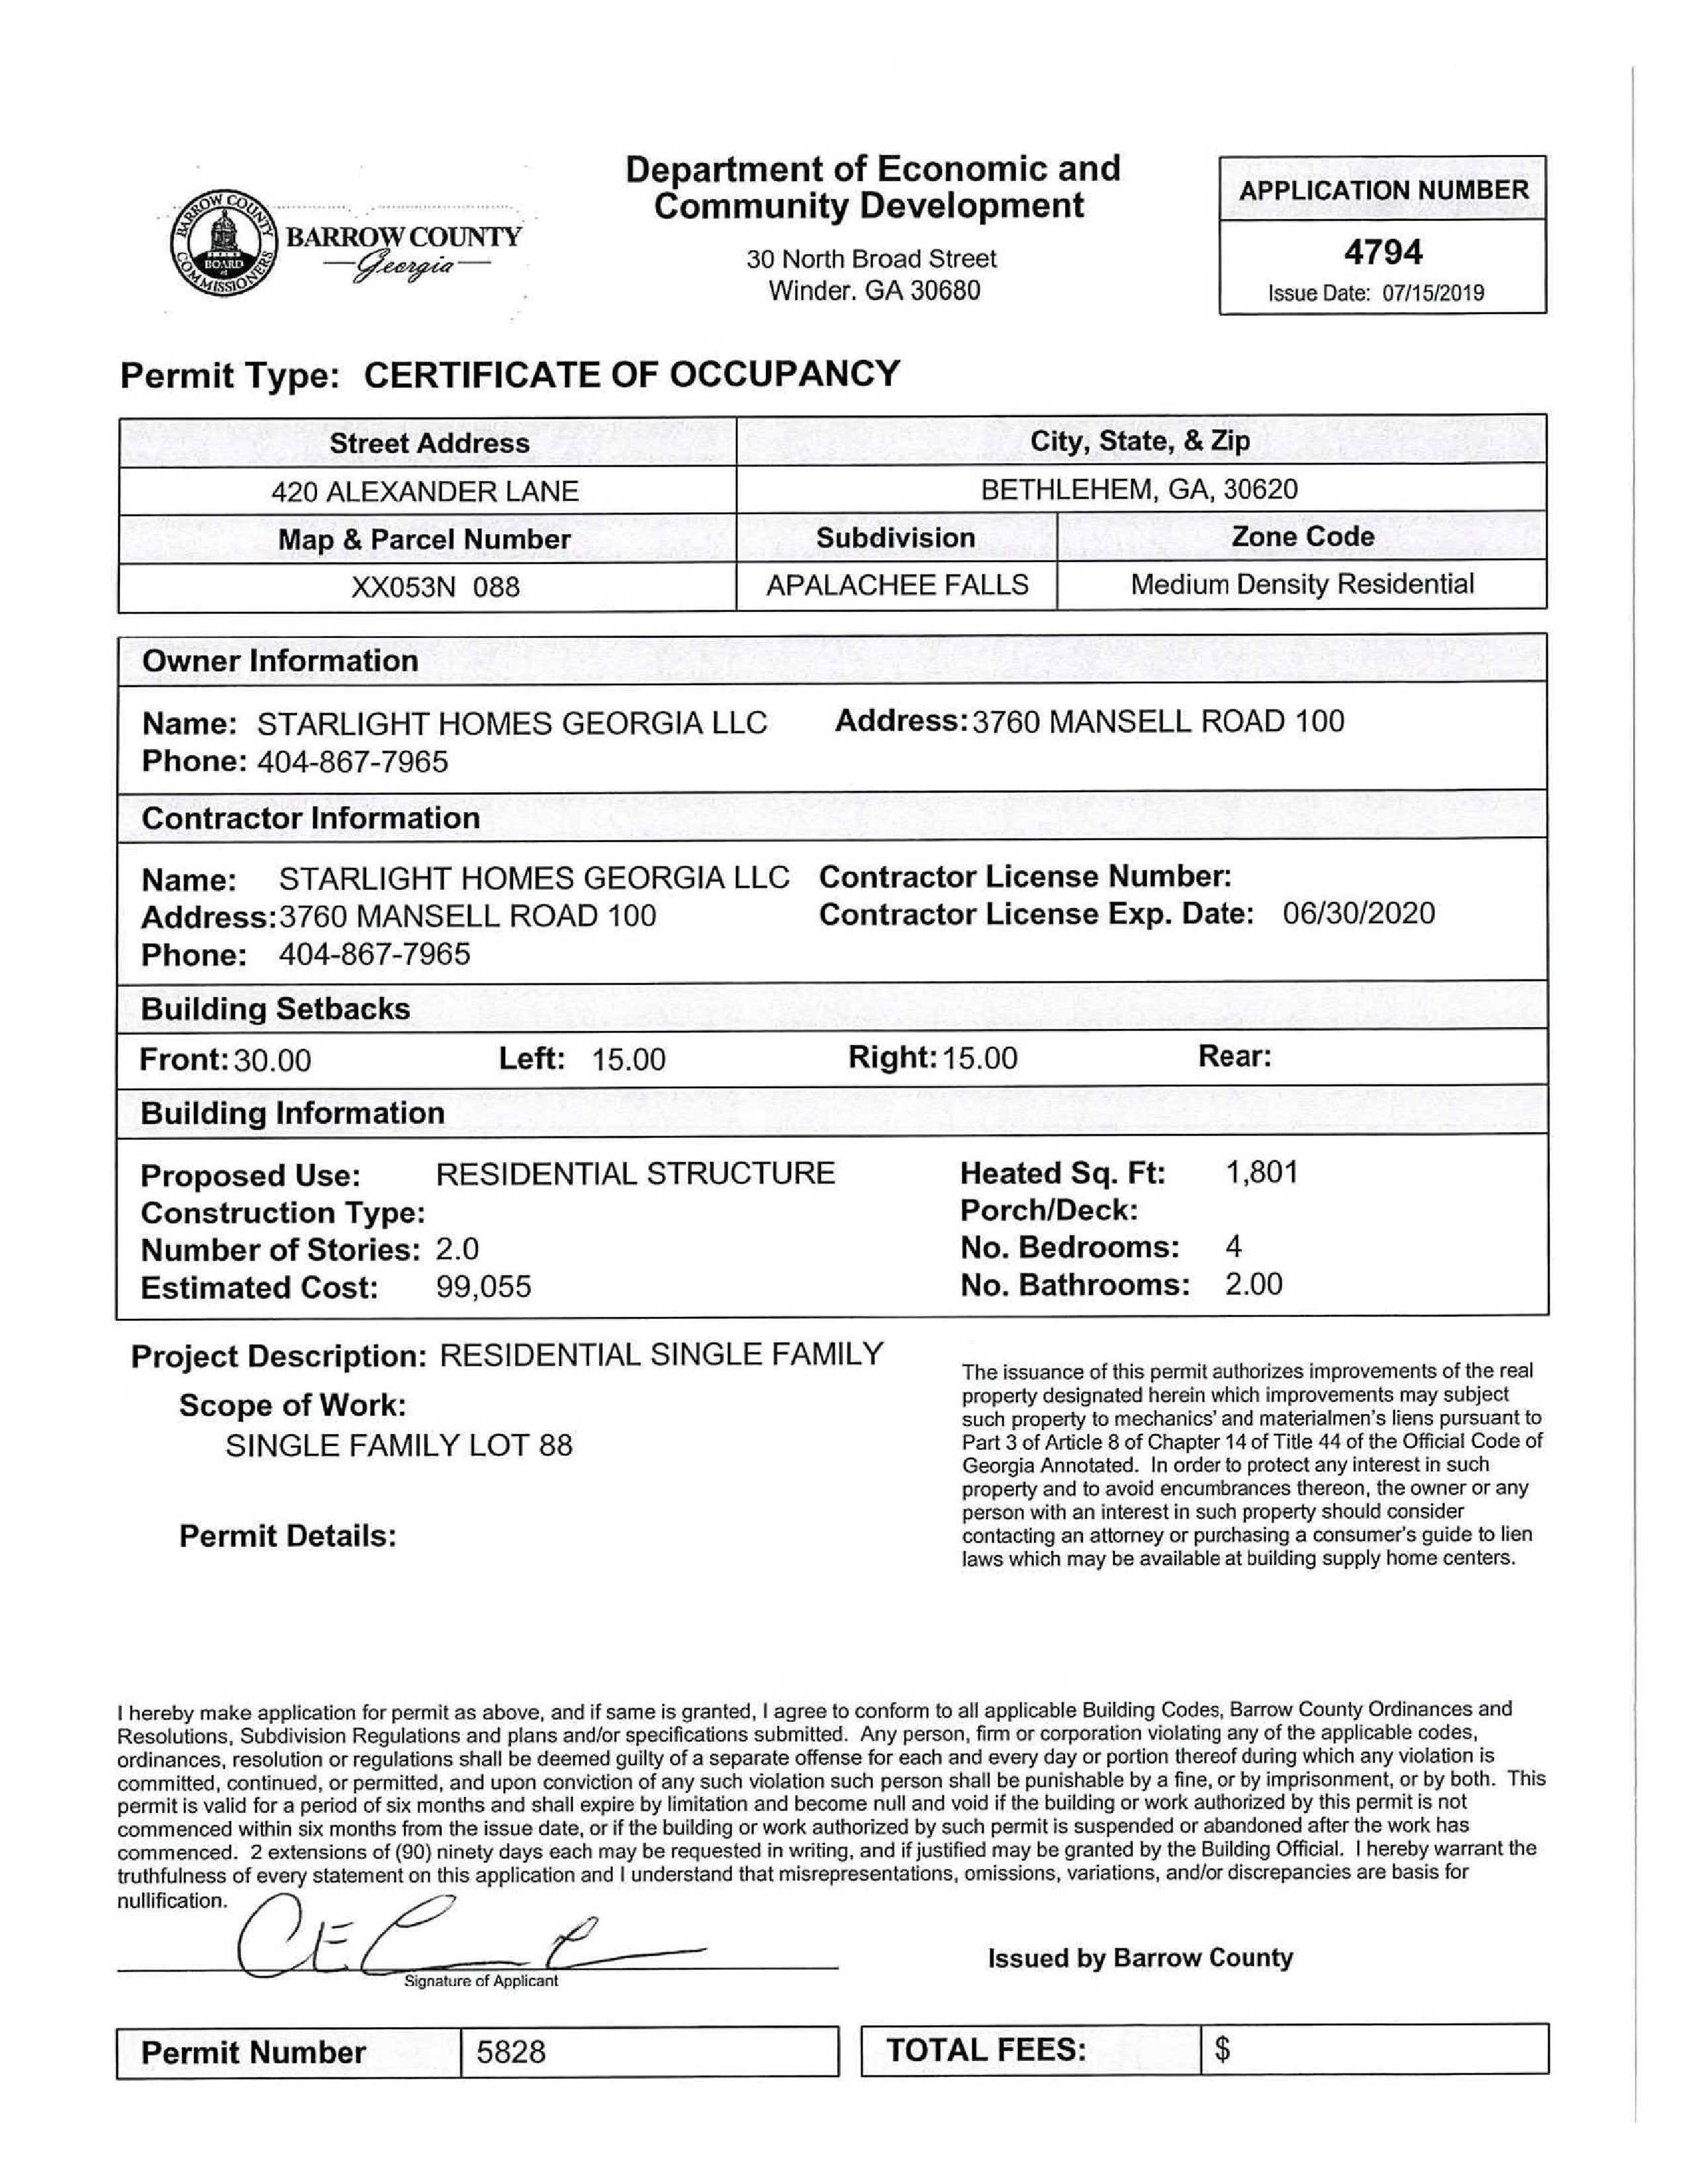 Department of Economic and
Community Development
30 North Broad Street
Winder. GA 30680
BARROW COUNTY
BOARD
of
COMMISSIONERS
BARROW COUNTY
Georgia
APPLICATION NUMBER
4794
Issue Date: 07/15/2019
Permit Type: CERTIFICATE OF OCCUPANCY
Street Address City, State, & Zip
420 ALEXANDER LANE BETHLEHEM, GA, 30620
Map & Parcel Number Subdivision Zone Code
XX053N 088 APALACHEE FALLS Medium Density Residential
Owner Information
Name: STARLIGHT HOMES GEORGIA LLC Address: 3760 MANSELL ROAD 100
Phone: 404-867-7965
Contractor Information
Name: STARLIGHT HOMES GEORGIA LLC Contractor License Number:
Address: 3760 MANSELL ROAD 100 Contractor License Exp. Date: 06/30/2020
Phone: 404-867-7965
Building Setbacks
Front: 30.00 Left: 15.00 Right: 15.00 Rear:
Building Information
Proposed Use: RESIDENTIAL STRUCTURE Heated Sq. Ft: 1,801
Construction Type: Porch/Deck:
Number of Stories: 2.0 No. Bedrooms: 4
Estimated Cost: 99,055 No. Bathrooms: 2.00
Project Description: RESIDENTIAL SINGLE FAMILY
Scope of Work:
SINGLE FAMILY LOT 88
Permit Details:
The issuance of this permit authorizes improvements of the real
property designated herein which improvements may subject
such property to mechanics' and materialmen's liens pursuant to
Part 3 of Article 8 of Chapter 14 of Title 44 of the Official Code of
Georgia Annotated. In order to protect any interest in such
property and to avoid encumbrances thereon, the owner or any
person with an interest in such property should consider
contacting an attorney or purchasing a consumer's guide to lien
laws which may be available at building supply home centers.
I hereby make application for permit as above, and if same is granted, I agree to conform to all applicable Building Codes, Barrow County Ordinances and
Resolutions, Subdivision Regulations and plans and/or specifications submitted. Any person, firm or corporation violating any of the applicable codes,
ordinances, resolution or regulations shall be deemed guilty of a separate offense for each and every day or portion thereof during which any violation is
committed, continued, or permitted, and upon conviction of any such violation such person shall be punishable by a fine, or by imprisonment, or by both. This
permit is valid for a period of six months and shall expire by limitation and become null and void if the building or work authorized by this permit is not
commenced within six months from the issue date, or if the building or work authorized by such permit is suspended or abandoned after the work has
commenced. 2 extensions of (90) ninety days each may be requested in writing, and if justified may be granted by the Building Official. I hereby warrant the
truthfulness of every statement on this application and I understand that misrepresentations, omissions, variations, and/or discrepancies are basis for
nullification.
Signature of Applicant
Issued by Barrow County
Permit Number 5828
TOTAL FEES: $